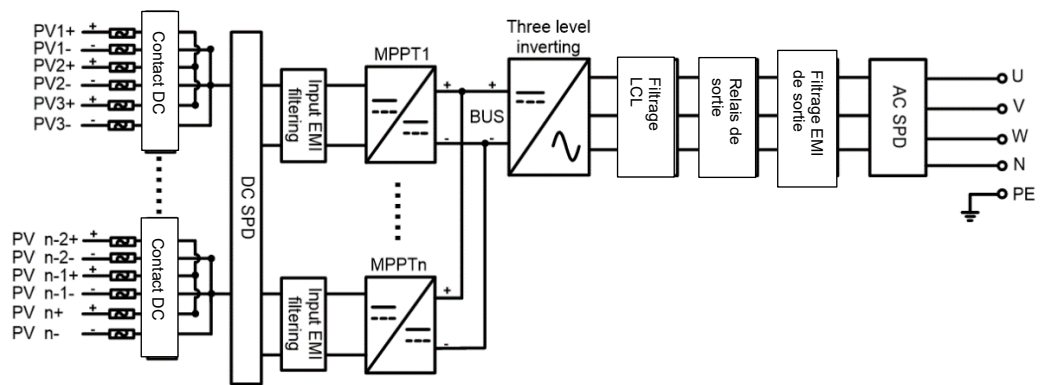 PV1+
+
PV1-
-
PV2+
+
PV2-
-
PV3+
+
PV3-
-
Contact DC
PV n-2+
+
PV n-2-
-
PV n-1+
+
PV n-1-
-
PV n+
+
PV n-
-
Contact DC
DC SPD
Input EMI
filtering
MPPT1
+
-
Input EMI
filtering
MPPTn
+
-
BUS
+
-
Three level
inverting
Filtrage
LCL
Relais de
sortie
Filtrage EMI
de sortie
AC SPD
U
V
W
N
PE